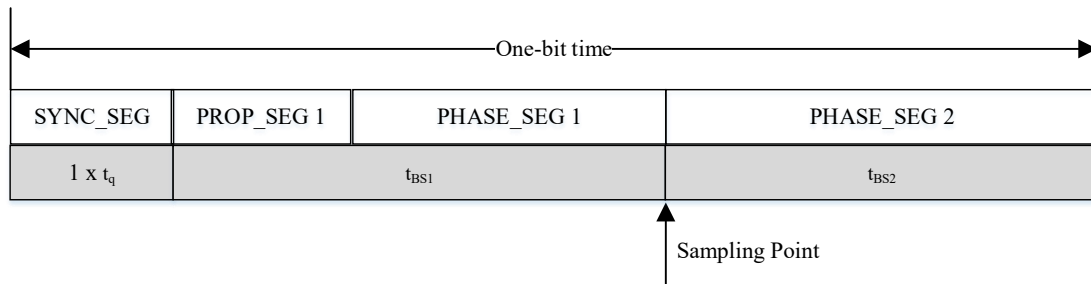 One-bit time
SYNC_SEG PROP_SEG 1 PHASE_SEG 1 PHASE_SEG 2
1 x tq tBS1 tBS2
Sampling Point